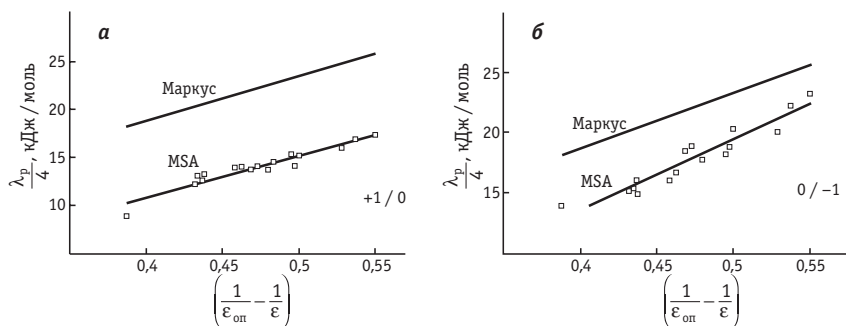 а
λр/4, кДж / моль
25
20
15
10
Маркус
MSA
+1 / 0
0,4
0,45
0,5
0,55
(1/εоп − 1/ε)
б
λр/4, кДж / моль
25
20
15
Маркус
MSA
0 / −1
0,4
0,45
0,5
0,55
(1/εоп − 1/ε)